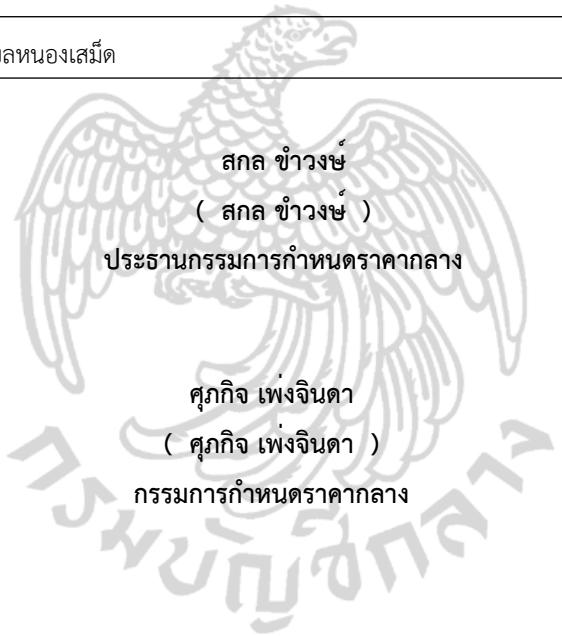 ลหนองเสม็ด
สกล ขำวงษ์
( สกล ขำวงษ์ )
ประธานกรรมการกำหนดราคากลาง
ศุภกิจ เพ่งจินดา
( ศุภกิจ เพ่งจินดา )
กรรมการกำหนดราคากลาง
กรมบัญชีกลาง